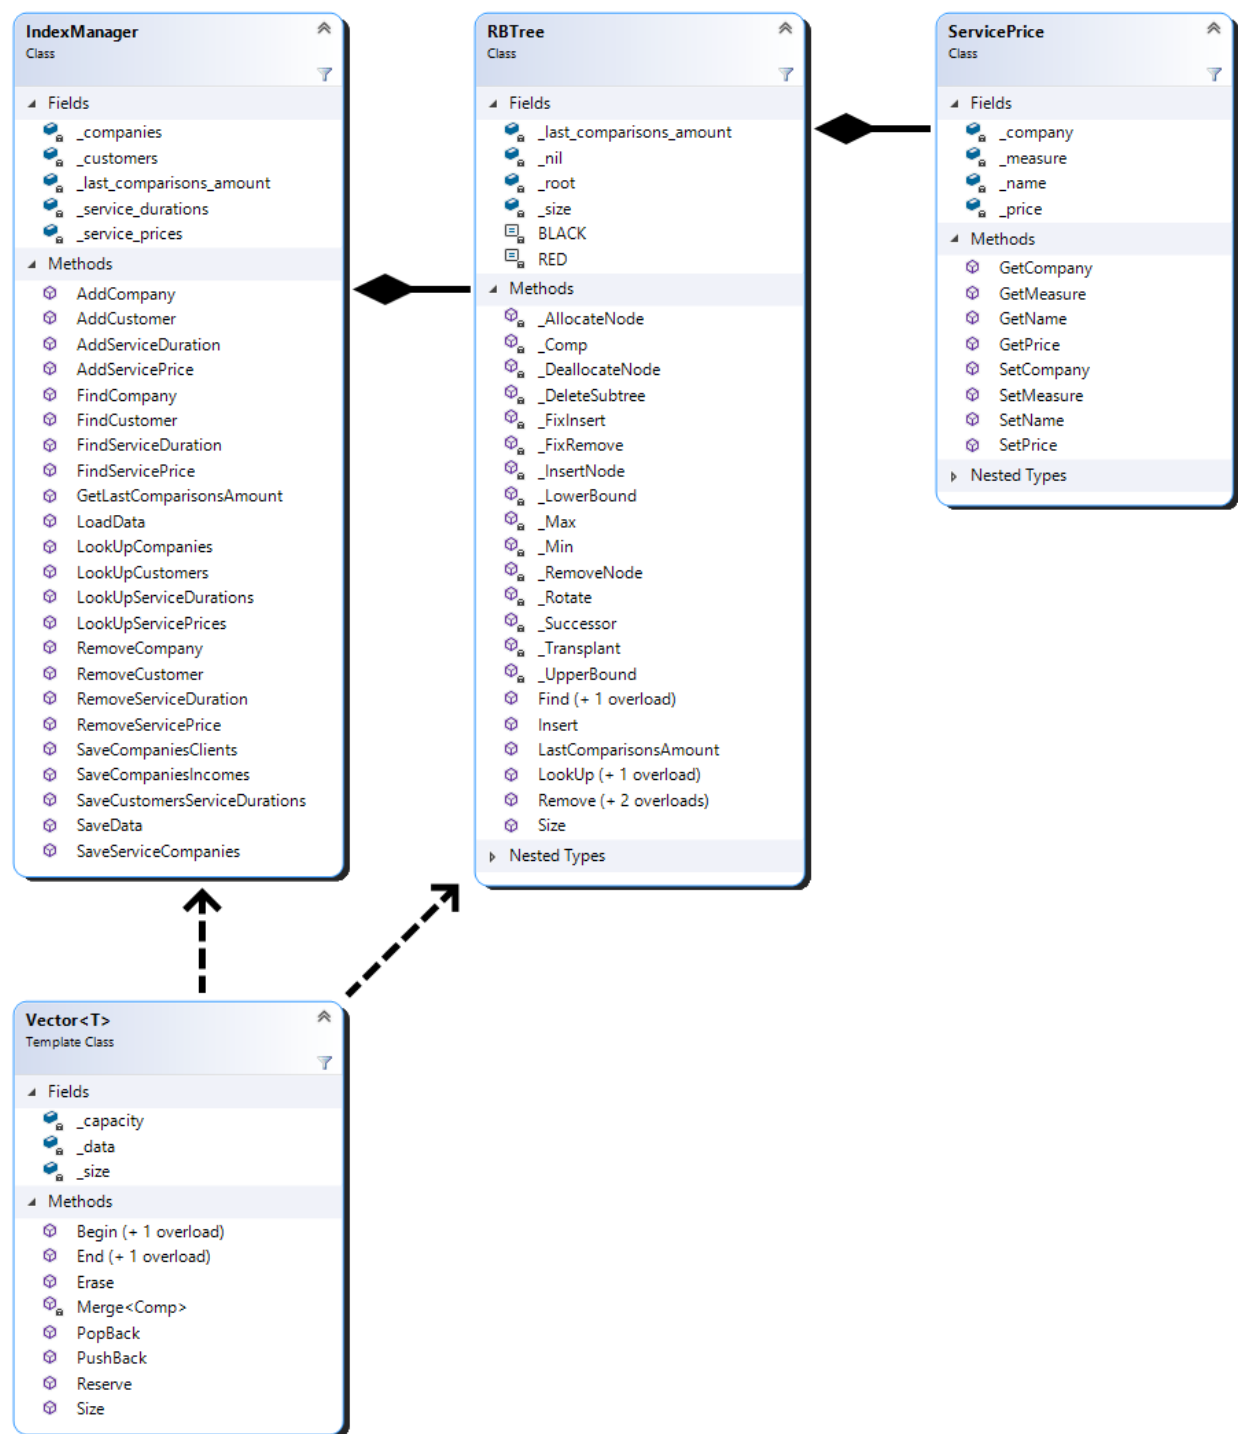 IndexManager
Class
Fields
_companies
_customers
_last_comparisons_amount
_service_durations
_service_prices
Methods
AddCompany
AddCustomer
AddServiceDuration
AddServicePrice
FindCompany
FindCustomer
FindServiceDuration
FindServicePrice
GetLastComparisonsAmount
LoadData
LookUpCompanies
LookUpCustomers
LookUpServiceDurations
LookUpServicePrices
RemoveCompany
RemoveCustomer
RemoveServiceDuration
RemoveServicePrice
SaveCompaniesClients
SaveCompaniesIncomes
SaveCustomersServiceDurations
SaveData
SaveServiceCompanies
RBTree
Class
Fields
_last_comparisons_amount
_nil
_root
_size
BLACK
RED
Methods
_AllocateNode
_Comp
_DeallocateNode
_DeleteSubtree
_FixInsert
_FixRemove
_InsertNode
_LowerBound
_Max
_Min
_RemoveNode
_Rotate
_Successor
_Transplant
_UpperBound
Find (+ 1 overload)
Insert
LastComparisonsAmount
LookUp (+ 1 overload)
Remove (+ 2 overloads)
Size
Nested Types
ServicePrice
Class
Fields
_company
_measure
_name
_price
Methods
GetCompany
GetMeasure
GetName
GetPrice
SetCompany
SetMeasure
SetName
SetPrice
Nested Types
Vector<T>
Template Class
Fields
_capacity
_data
_size
Methods
Begin (+ 1 overload)
End (+ 1 overload)
Erase
Merge<Comp>
PopBack
PushBack
Reserve
Size